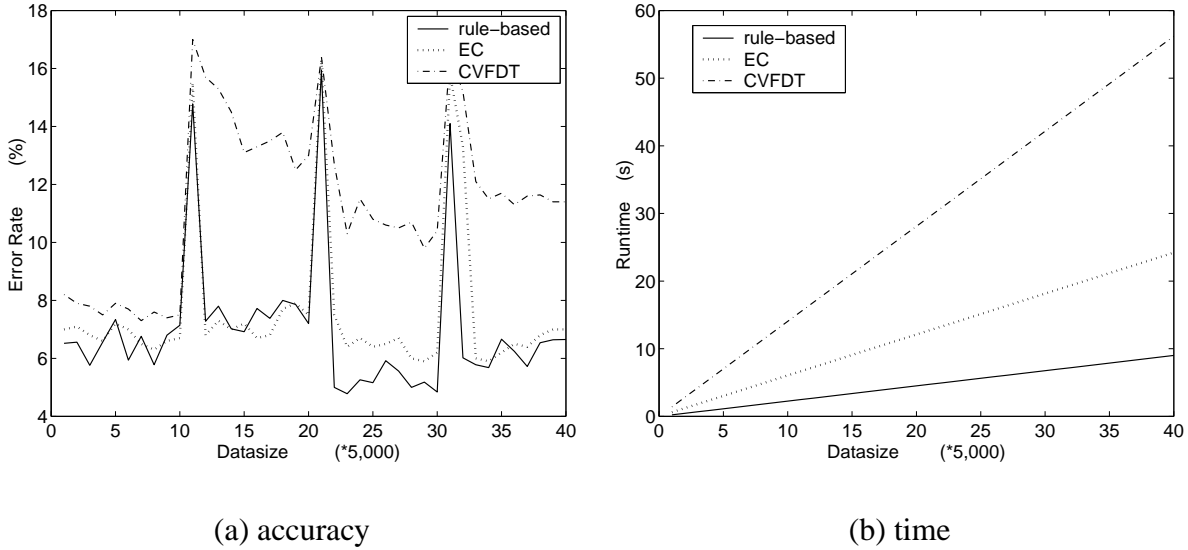 18
16
14
12
10
8
6
4
Error Rate (%)
0 5 10 15 20 25 30 35 40
Datasize (*5,000)
rule-based
EC
CVFDT
(a) accuracy
60
50
40
30
20
10
0
Runtime (s)
0 5 10 15 20 25 30 35 40
Datasize (*5,000)
rule-based
EC
CVFDT
(b) time